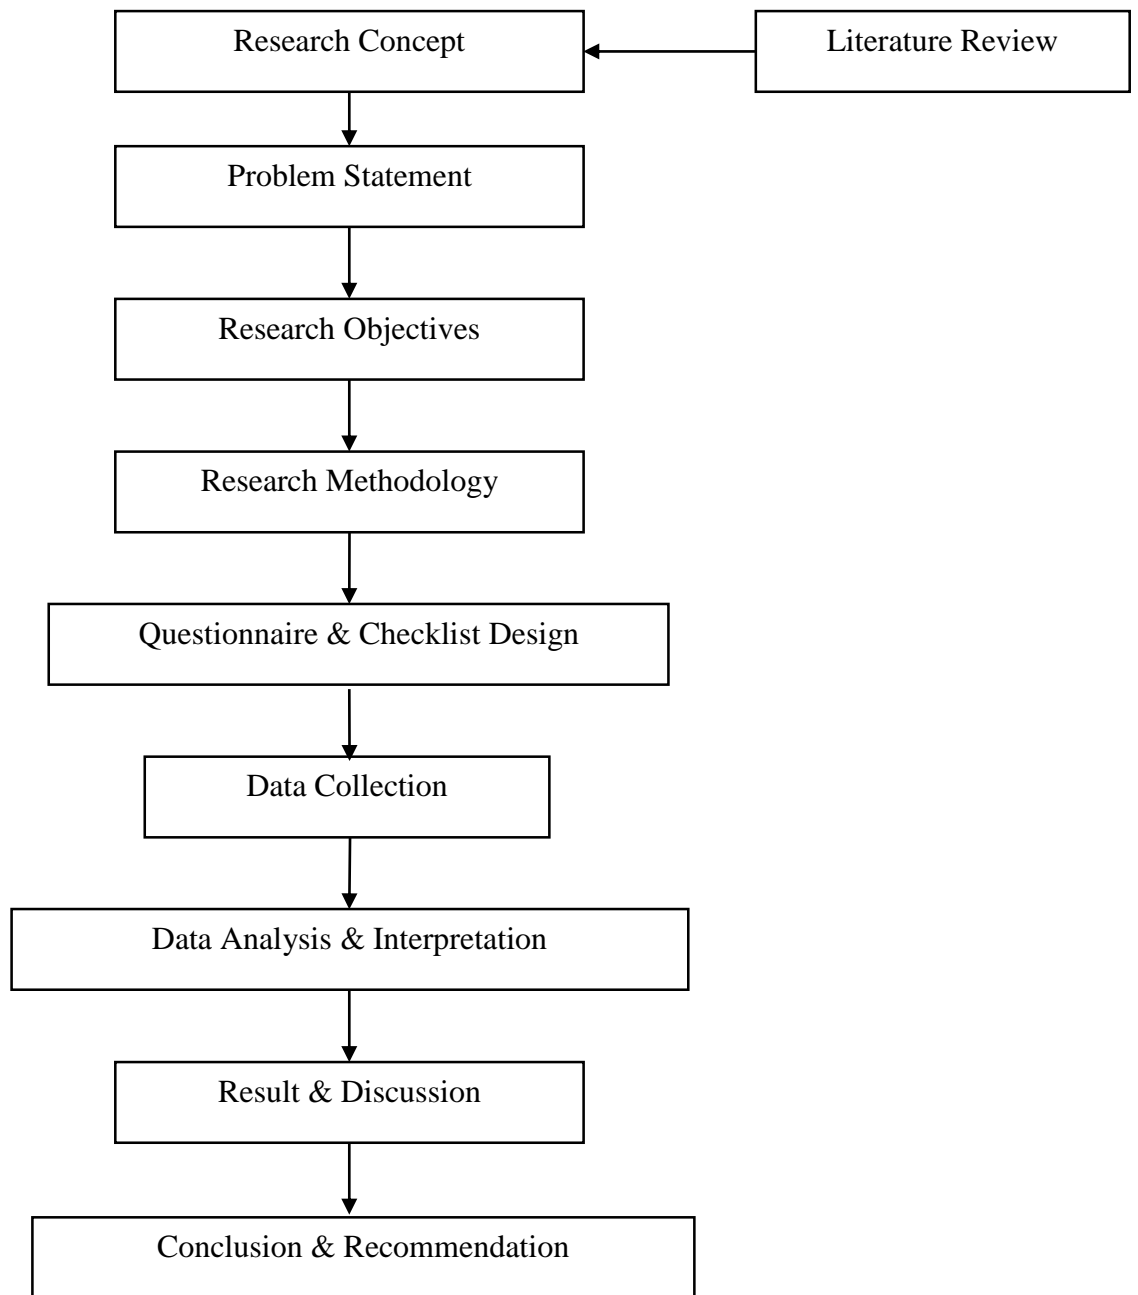 Research Concept
Literature Review
Problem Statement
Research Objectives
Research Methodology
Questionnaire & Checklist Design
Data Collection
Data Analysis & Interpretation
Result & Discussion
Conclusion & Recommendation